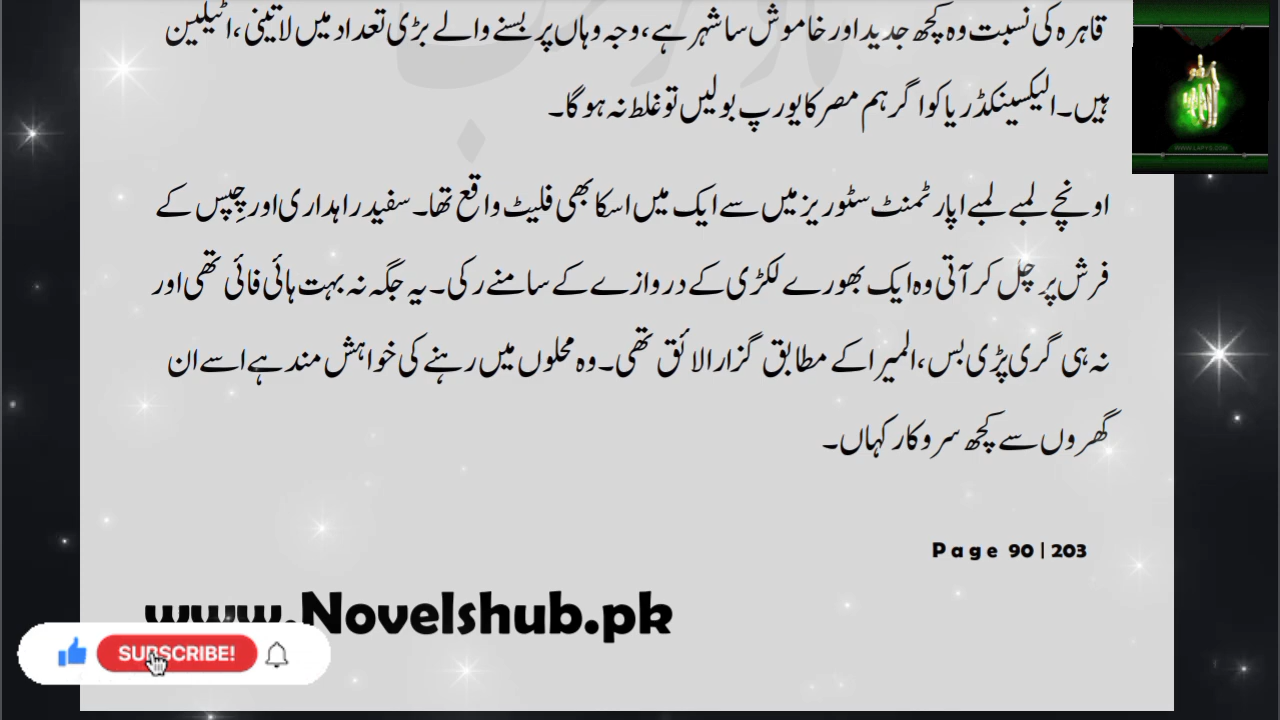 قاہرہ کی نسبت وہ کچھ جدید اور خاموش سا شہر ہے، وجہ وہاں پر بسنے والے بڑی تعداد میں لاتینی، اٹیلین
ہیں۔ الیکسینکڈریا کو اگر ہم مصر کا یورپ بولیں تو غلط نہ ہوگا۔
اونچے لمبے لمبے اپارٹمنٹ سٹوریز میں سے ایک میں اسکا بھی فلیٹ واقع تھا۔ سفید راہداری اور چِپس کے
فرش پر چل کر آتی وہ ایک بھورے لکڑی کے دروازے کے سامنے رکی۔ یہ جگہ نہ بہت ہائی فائی تھی اور
نہ ہی گری پڑی بس، المیرا کے مطابق گزارا لائق تھی۔ وہ محلوں میں رہنے کی خواہش مند ہے اسے ان
گھروں سے کچھ سروکار کہاں۔
Page 90 | 203
www.Novelshub.pk
SUBSCRIBE!